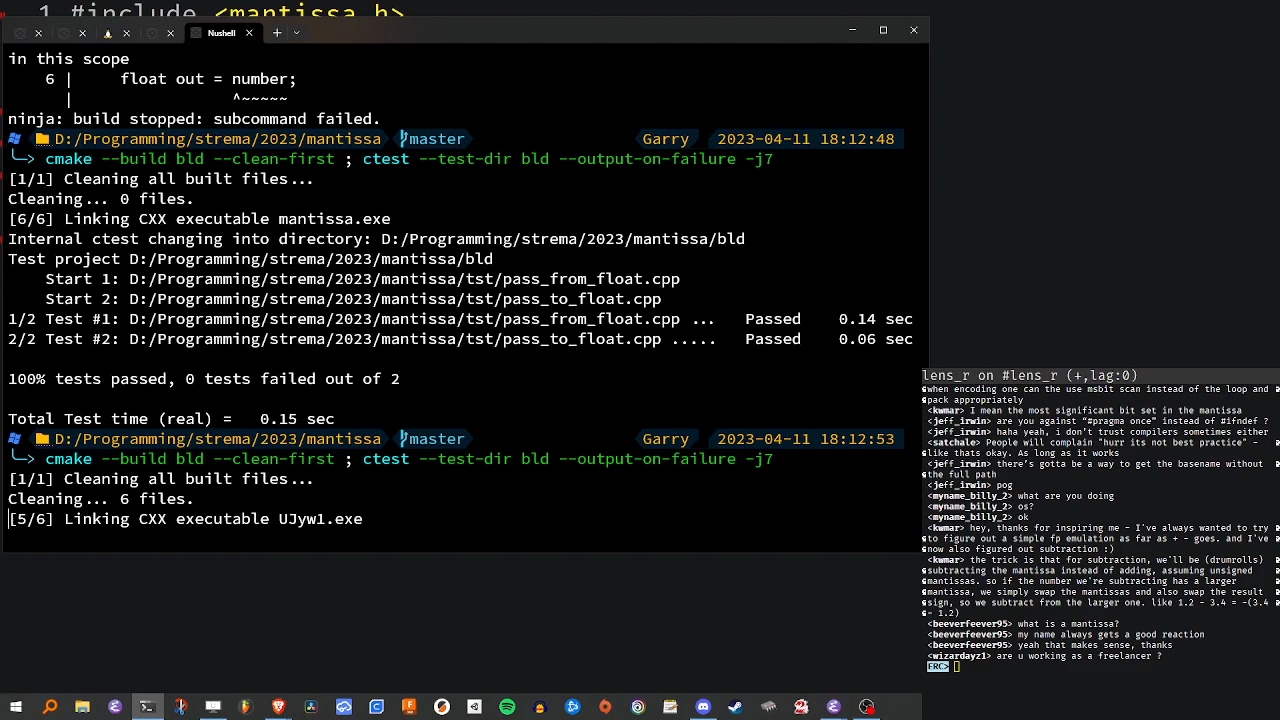 1 #include <mantissa.h>
Nushell
in this scope
6 | float out = number;
| ^~~~~~
ninja: build stopped: subcommand failed.
D:/Programming/strema/2023/mantissa master Garry 2023-04-11 18:12:48
╰─> cmake --build bld --clean-first ; ctest --test-dir bld --output-on-failure -j7
[1/1] Cleaning all built files...
Cleaning... 0 files.
[6/6] Linking CXX executable mantissa.exe
Internal ctest changing into directory: D:/Programming/strema/2023/mantissa/bld
Test project D:/Programming/strema/2023/mantissa/bld
Start 1: D:/Programming/strema/2023/mantissa/tst/pass_from_float.cpp
Start 2: D:/Programming/strema/2023/mantissa/tst/pass_to_float.cpp
1/2 Test #1: D:/Programming/strema/2023/mantissa/tst/pass_from_float.cpp ... Passed 0.14 sec
2/2 Test #2: D:/Programming/strema/2023/mantissa/tst/pass_to_float.cpp ..... Passed 0.06 sec
100% tests passed, 0 tests failed out of 2
Total Test time (real) = 0.15 sec
D:/Programming/strema/2023/mantissa master Garry 2023-04-11 18:12:53
╰─> cmake --build bld --clean-first ; ctest --test-dir bld --output-on-failure -j7
[1/1] Cleaning all built files...
Cleaning... 6 files.
[5/6] Linking CXX executable UJyw1.exe
lens_r on #lens_r (+,lag:0)
when encoding one can the use msbit scan instead of the loop and
pack appropriately
<kwmar> I mean the most significant bit set in the mantissa
<jeff_irwin> are you against "#pragma once" instead of #ifndef ?
<jeff_irwin> haha yeah, i don't trust compilers sometimes either
<satchale> People will complain "hurr its not best practice" -
like thats okay. As long as it works
<jeff_irwin> there's gotta be a way to get the basename without
the full path
<jeff_irwin> pog
<myname_billy_2> what are you doing
<myname_billy_2> os?
<myname_billy_2> ok
<kwmar> hey, thanks for inspiring me - I've always wanted to try
to figure out a simple fp emulation as far as + - goes. and I've
now also figured out subtraction :)
<kwmar> the trick is that for subtraction, we'll be (drumrolls)
subtracting the mantissa instead of adding, assuming unsigned
mantissas. so if the number we're subtracting has a larger
mantissa, we simply swap the mantissas and also swap the result
sign, so we subtract from the larger one. like 1.2 - 3.4 = -(3.4
- 1.2)
<beeverfeever95> what is a mantissa?
<beeverfeever95> my name always gets a good reaction
<beeverfeever95> yeah that makes sense, thanks
<wizardayz1> are u working as a freelancer ?
ERC>